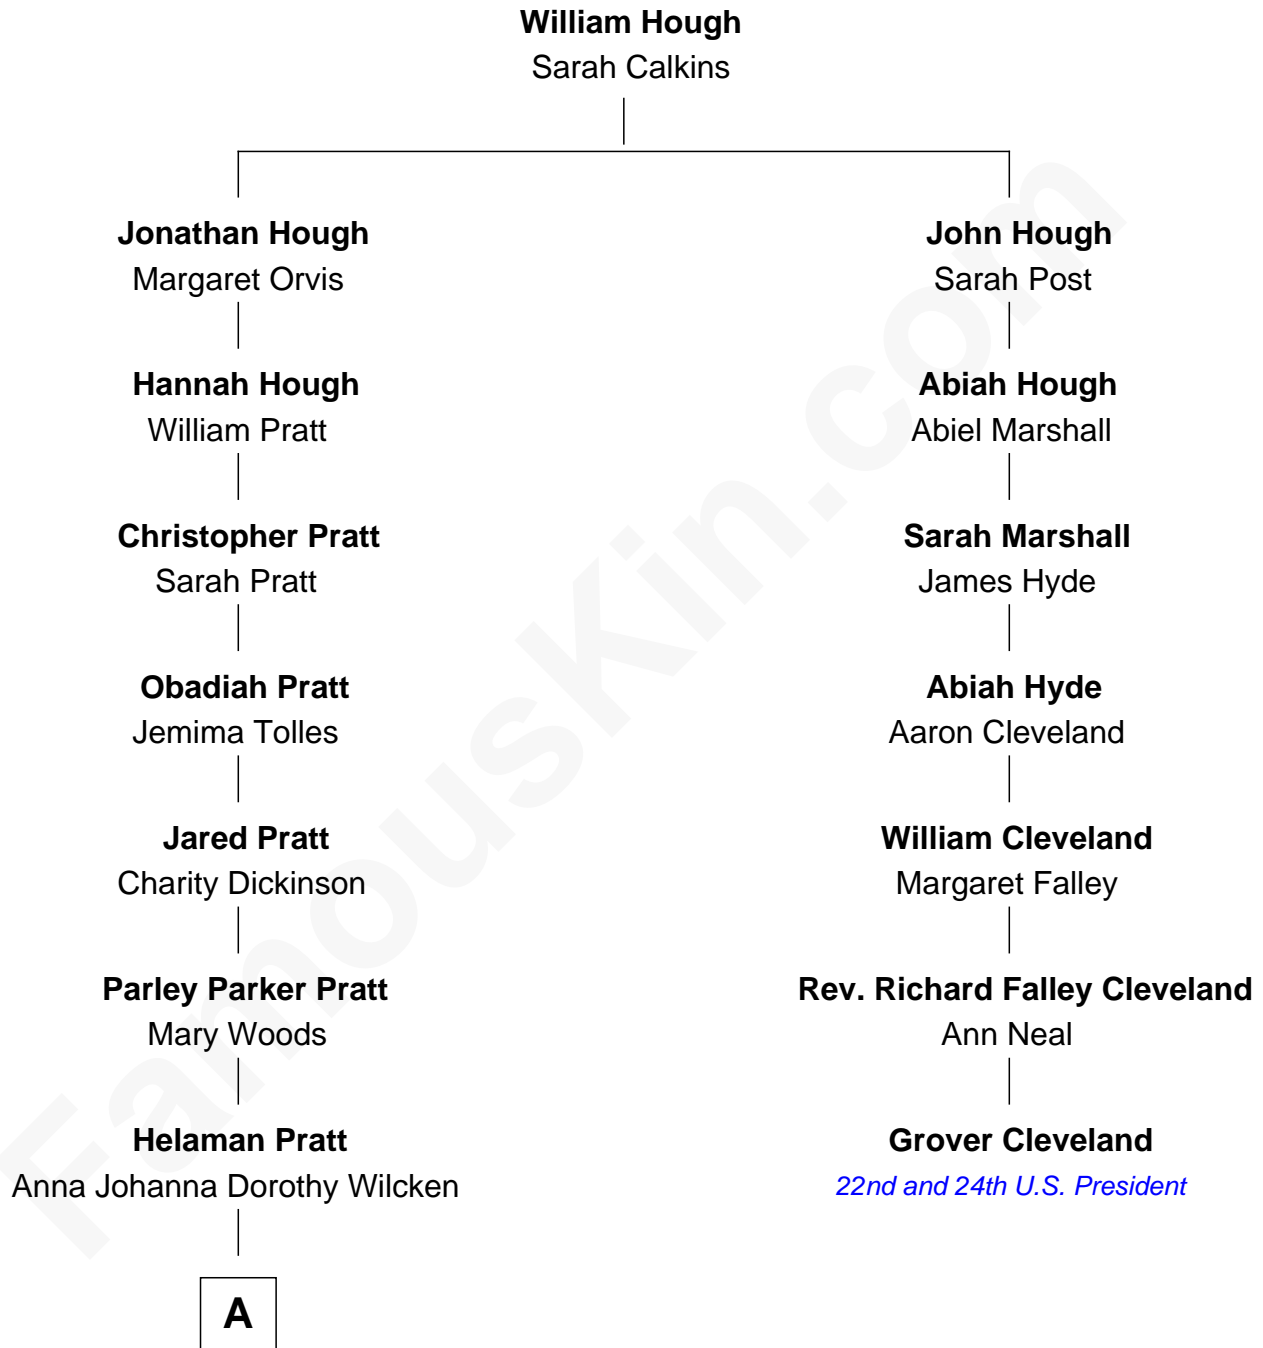 William Hough
Sarah Calkins
Jonathan Hough
Margaret Orvis
Hannah Hough
William Pratt
Christopher Pratt
Sarah Pratt
Obadiah Pratt
Jemima Tolles
Jared Pratt
Charity Dickinson
Parley Parker Pratt
Mary Woods
Helaman Pratt
Anna Johanna Dorothy Wilcken
A
John Hough
Sarah Post
Abiah Hough
Abiel Marshall
Sarah Marshall
James Hyde
Abiah Hyde
Aaron Cleveland
William Cleveland
Margaret Falley
Rev. Richard Falley Cleveland
Ann Neal
Grover Cleveland
22nd and 24th U.S. President
FamousKin.com